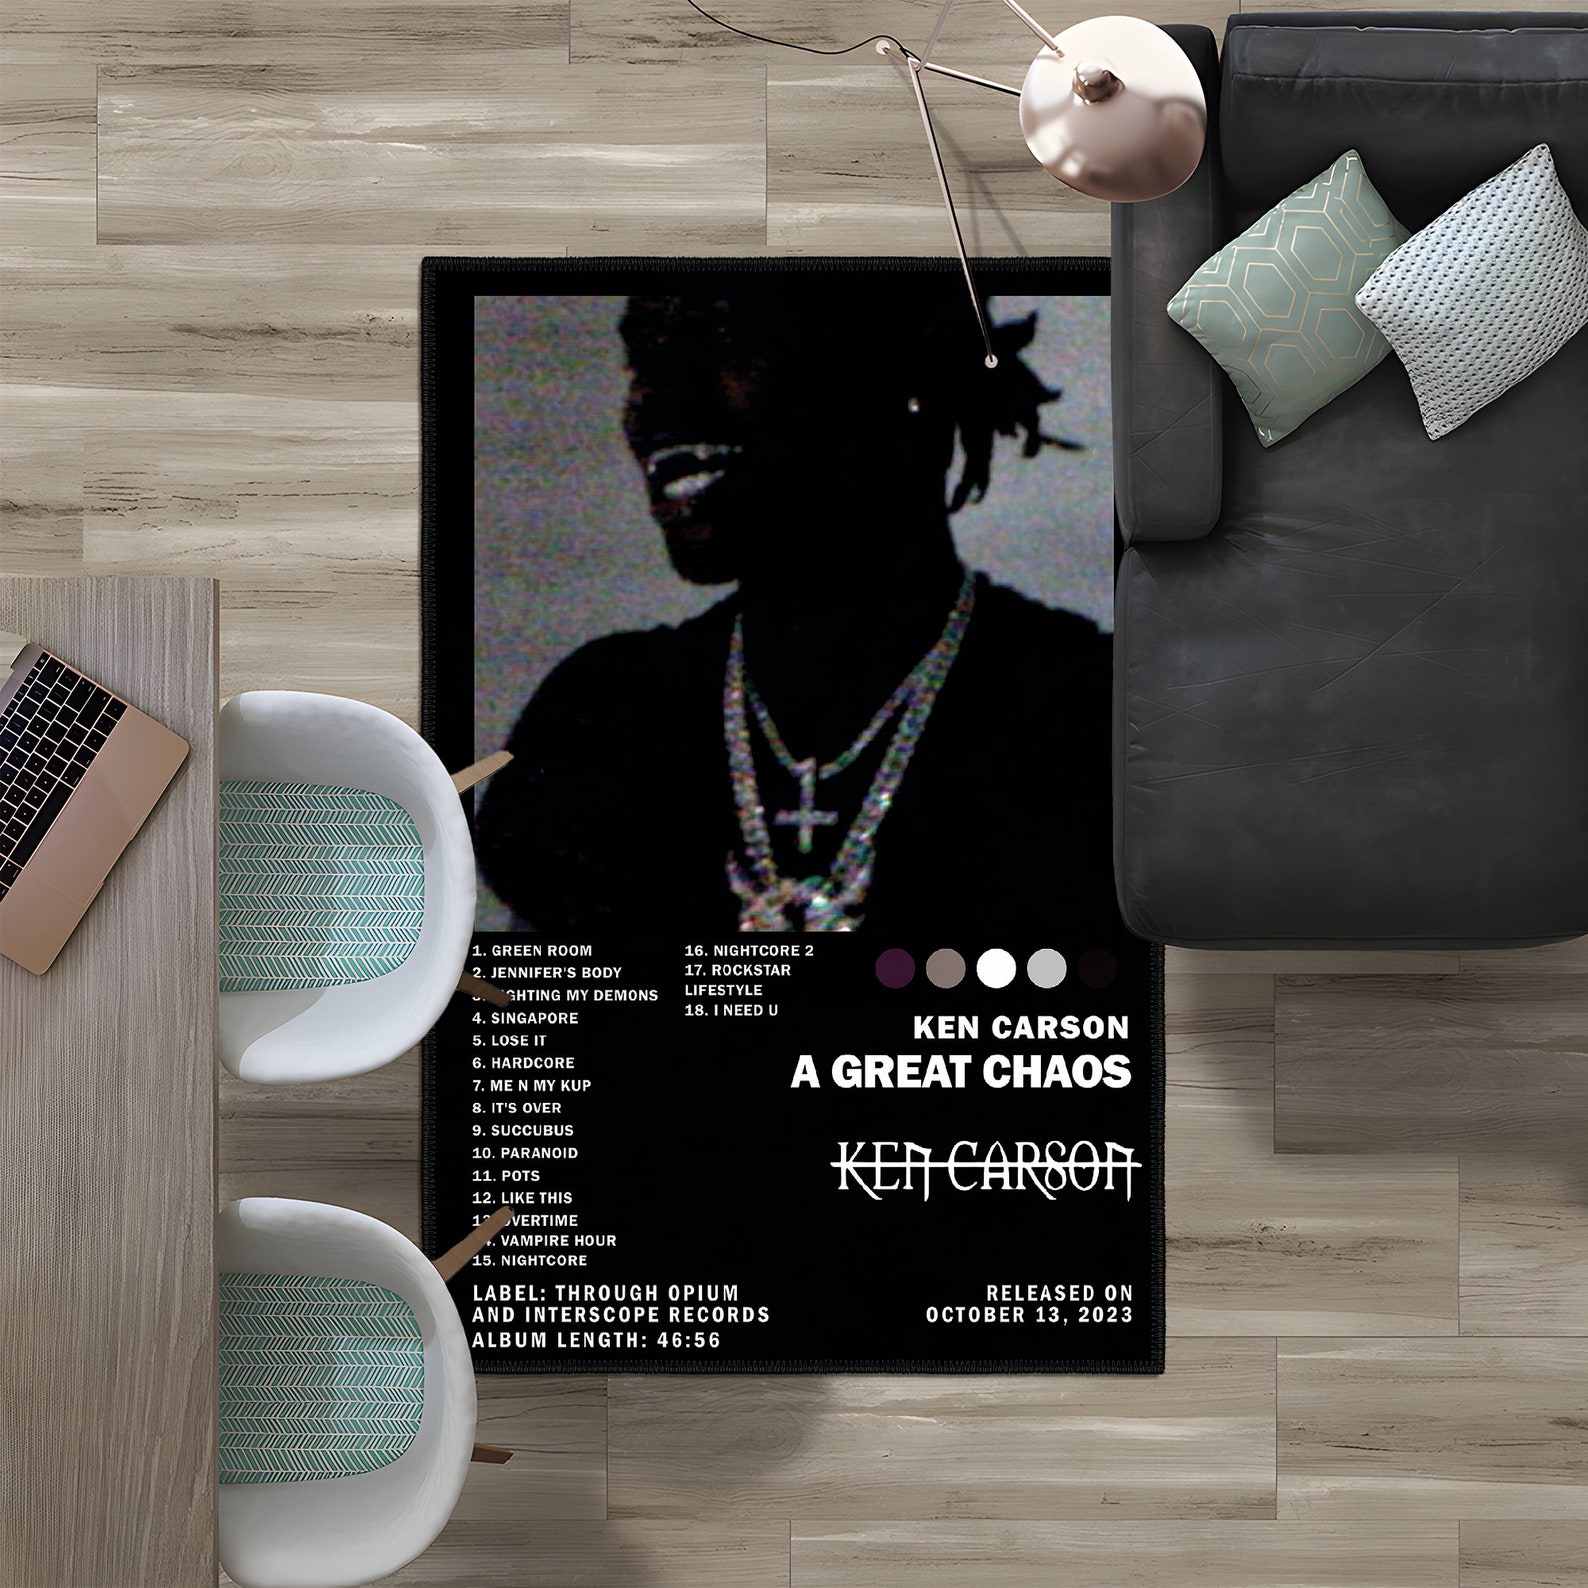 1. GREEN ROOM
2. JENNIFER'S BODY
MY DEMONS
4. SINGAPORE
5. LOSE IT
6. HARDCORE
7. ME N MY KUP
8. IT'S OVER
9. SUCCUBUS
10. PARANOID
11. POTS
12. LIKE THIS
OVERTIME
VAMPIRE HOUR
15. NIGHTCORE
16. NIGHTCORE 2
17. ROCKSTAR
LIFESTYLE
18. I NEED U
KEN CARSON
A GREAT CHAOS
KEN CARSON
LABEL: THROUGH OPIUM
AND INTERSCOPE RECORDS
ALBUM LENGTH: 46:56
RELEASED ON
OCTOBER 13, 2023